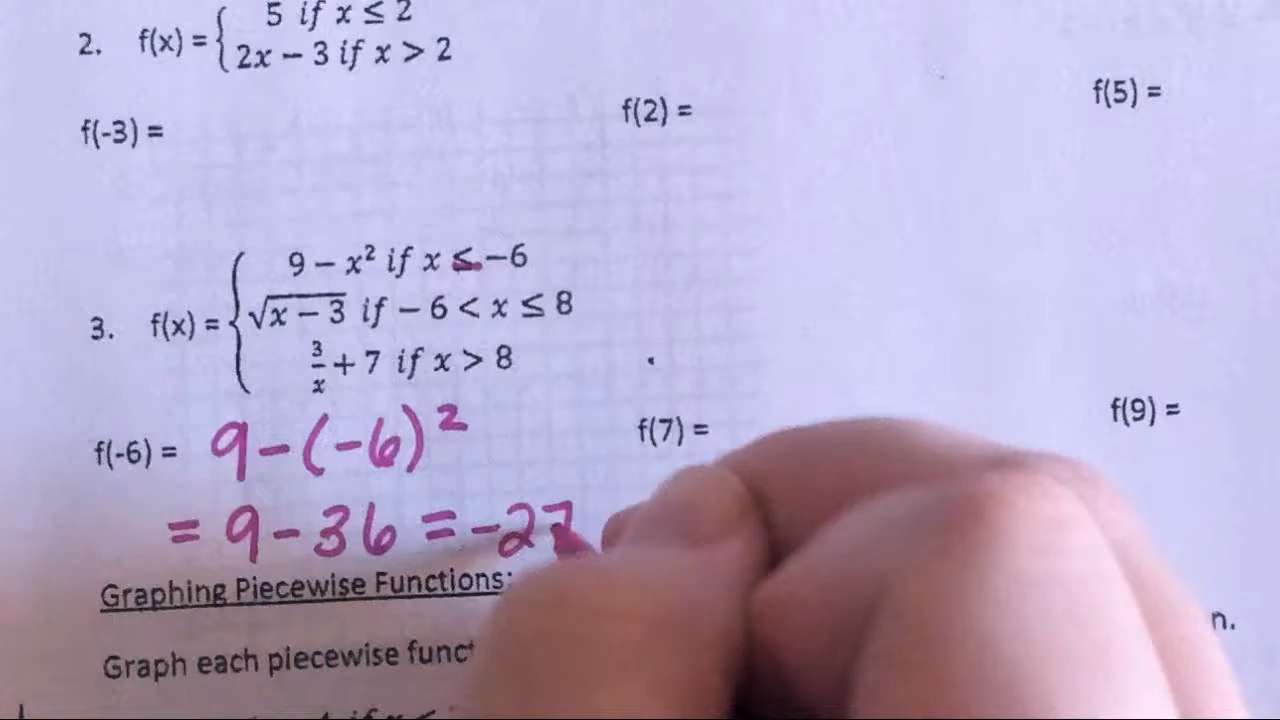 2. f(x) = { 5 if x ≤ 2
2x − 3 if x > 2
f(-3) = f(2) = f(5) =
3. f(x) = { 9 − x² if x ≤ −6
√(x − 3) if − 6 < x ≤ 8
3/x + 7 if x > 8
f(-6) = 9 − (−6)² f(7) = f(9) =
= 9 − 36 = −27
Graphing Piecewise Functions:
Graph each piecewise n.